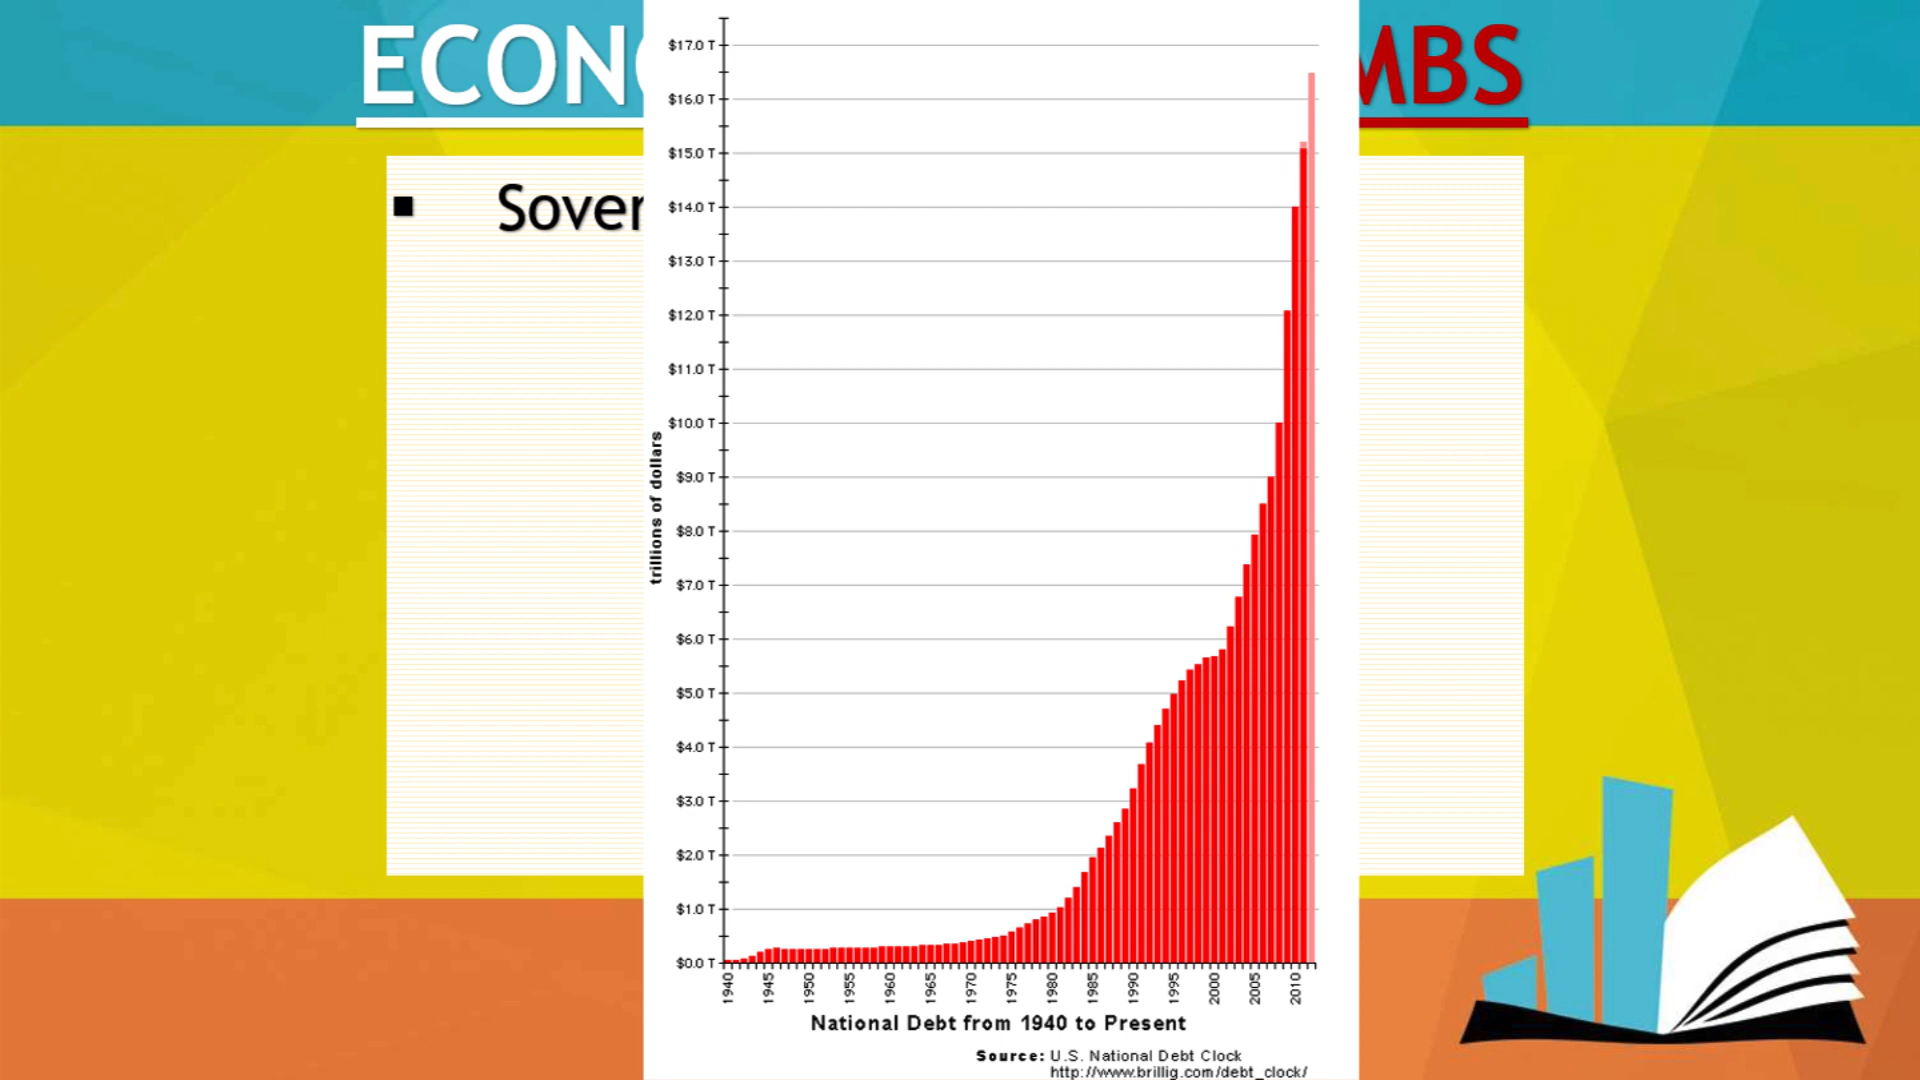 ECONO
MBS
▪ Sover
$17.0 T
$16.0 T
$15.0 T
$14.0 T
$13.0 T
$12.0 T
$11.0 T
$10.0 T
$9.0 T
$8.0 T
$7.0 T
$6.0 T
$5.0 T
$4.0 T
$3.0 T
$2.0 T
$1.0 T
$0.0 T
trillions of dollars
1940 1945 1950 1955 1960 1965 1970 1975 1980 1985 1990 1995 2000 2005 2010
National Debt from 1940 to Present
Source: U.S. National Debt Clock
http://www.brillig.com/debt_clock/